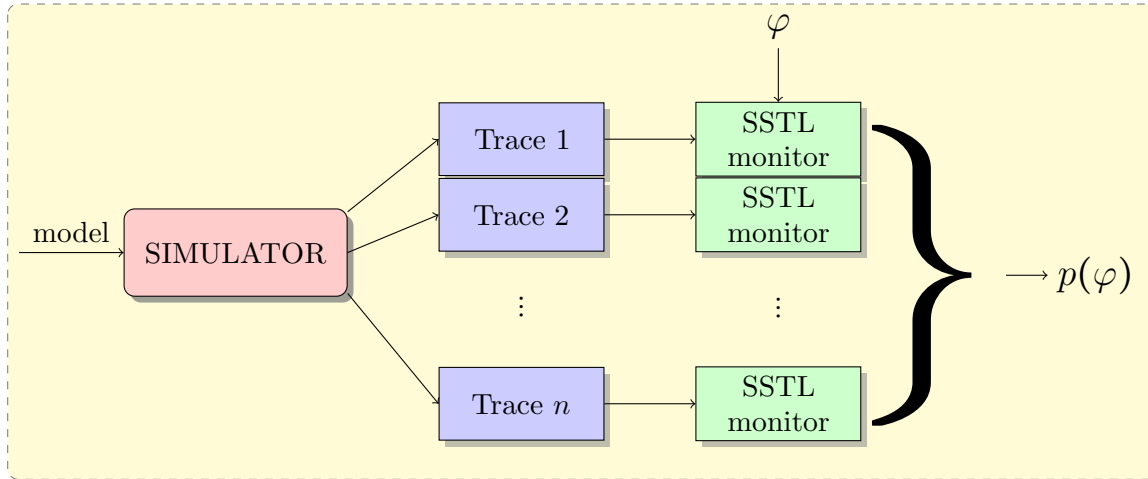 φ
model
SIMULATOR
Trace 1
SSTL
monitor
Trace 2
SSTL
monitor
⋮
⋮
p(φ)
Trace n
SSTL
monitor